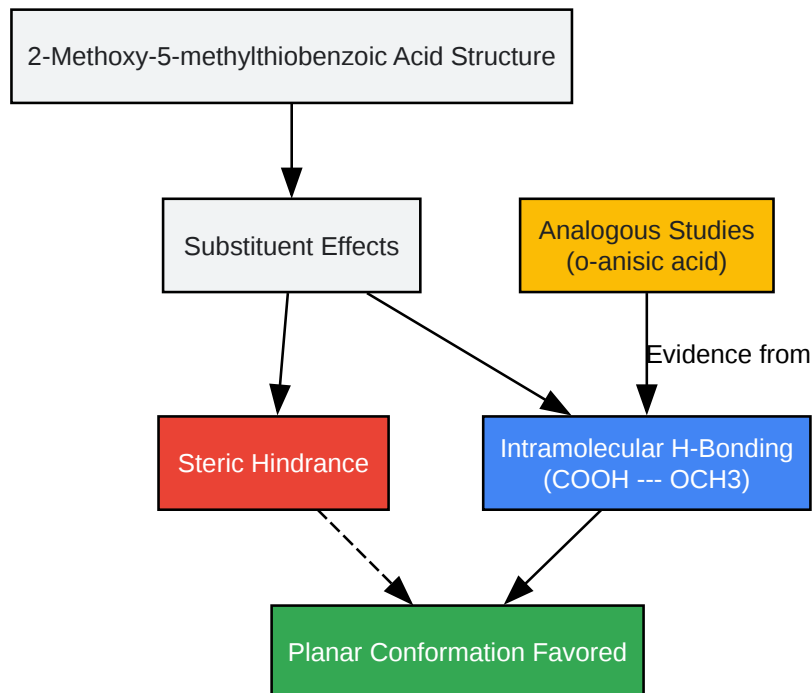 2-Methoxy-5-methylthiobenzoic Acid Structure
Substituent Effects
Analogous Studies
(o-anisic acid)
Evidence from
Steric Hindrance
Intramolecular H-Bonding
(COOH --- OCH3)
Planar Conformation Favored